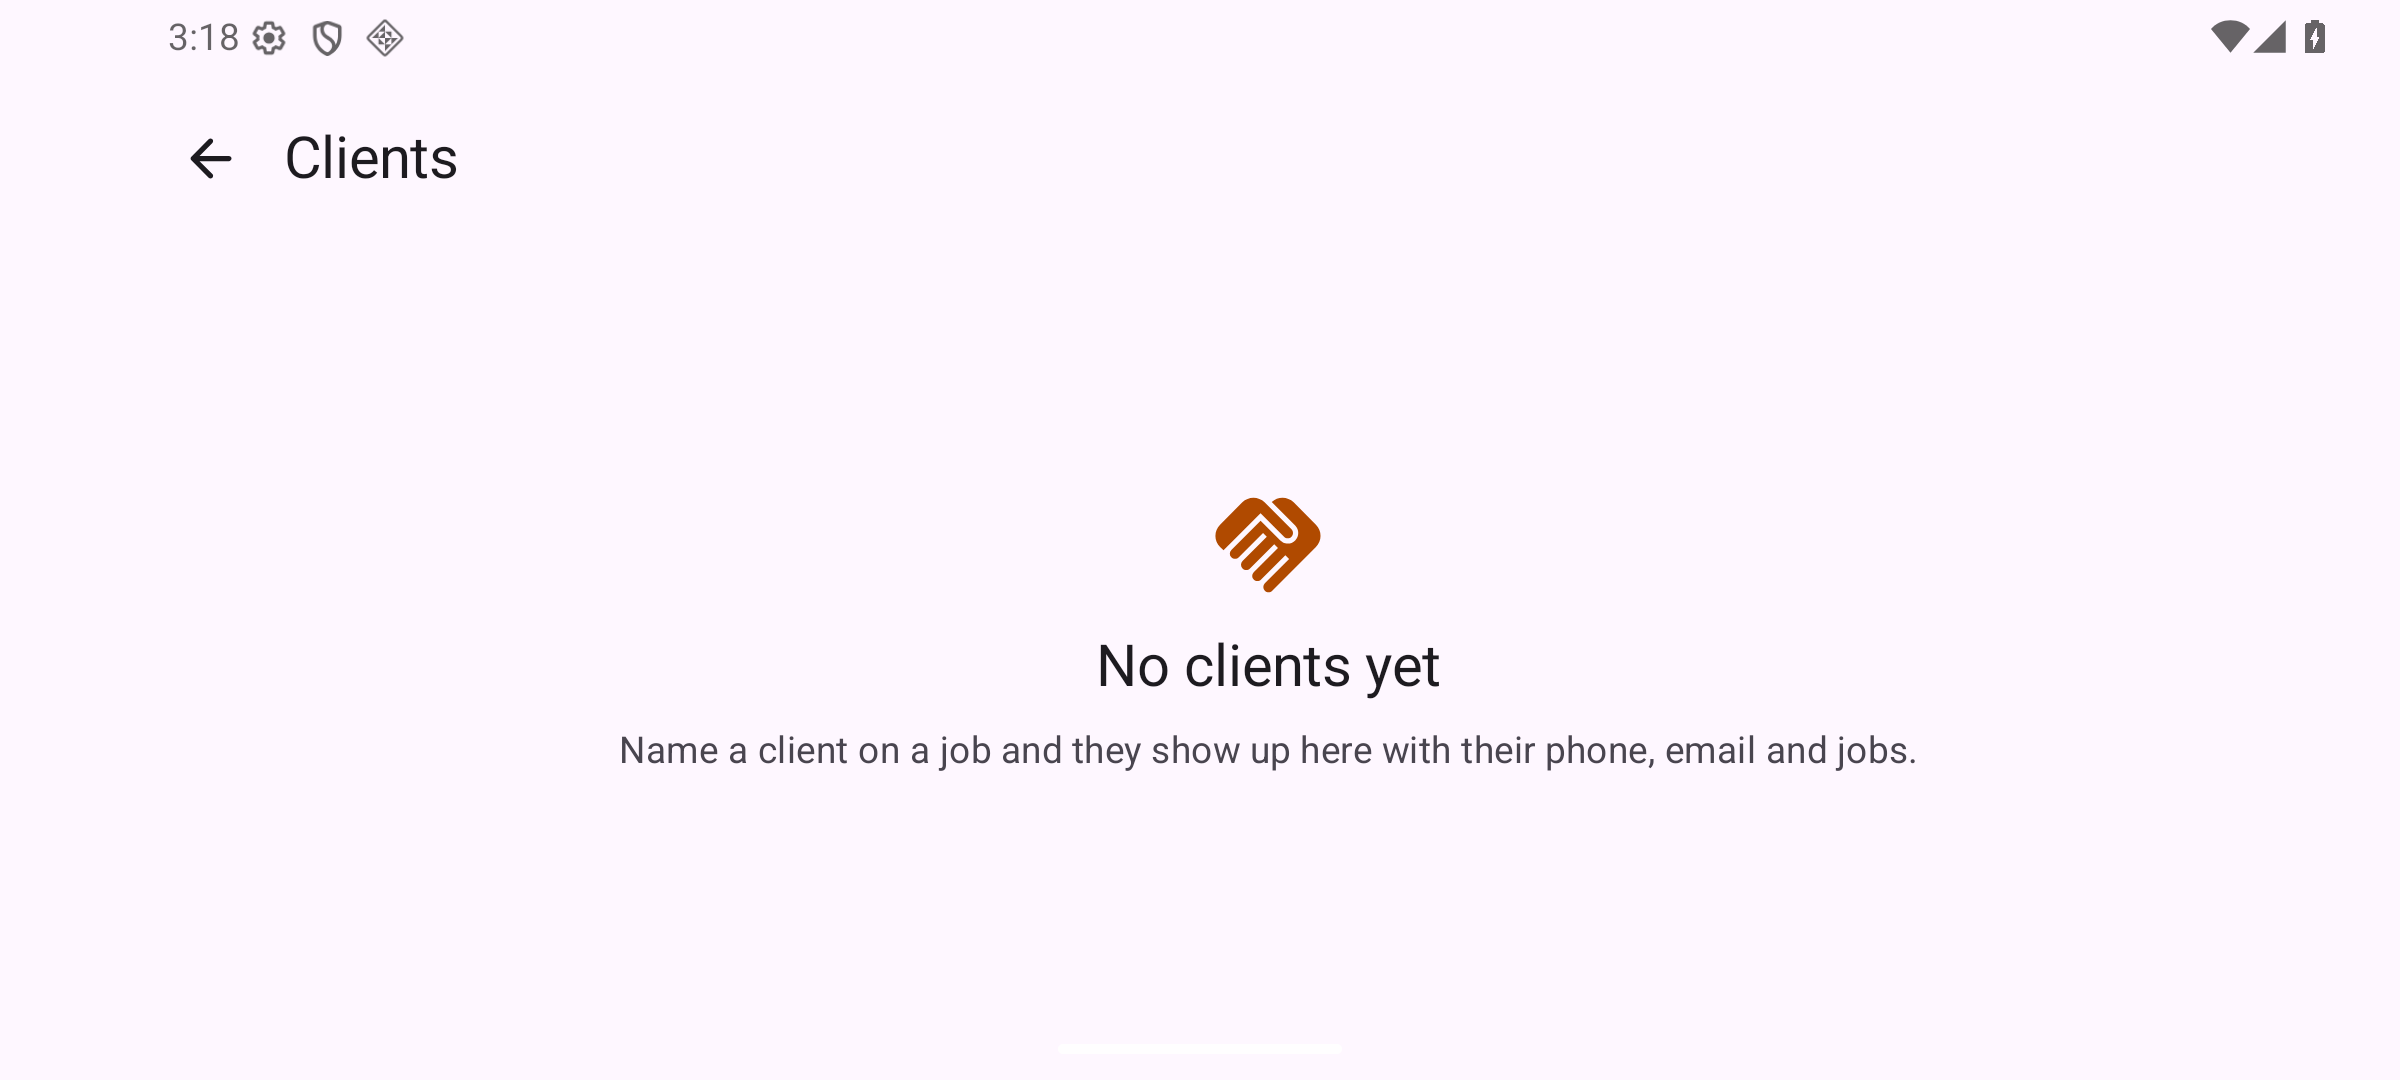 3:18
Clients
No clients yet
Name a client on a job and they show up here with their phone, email and jobs.